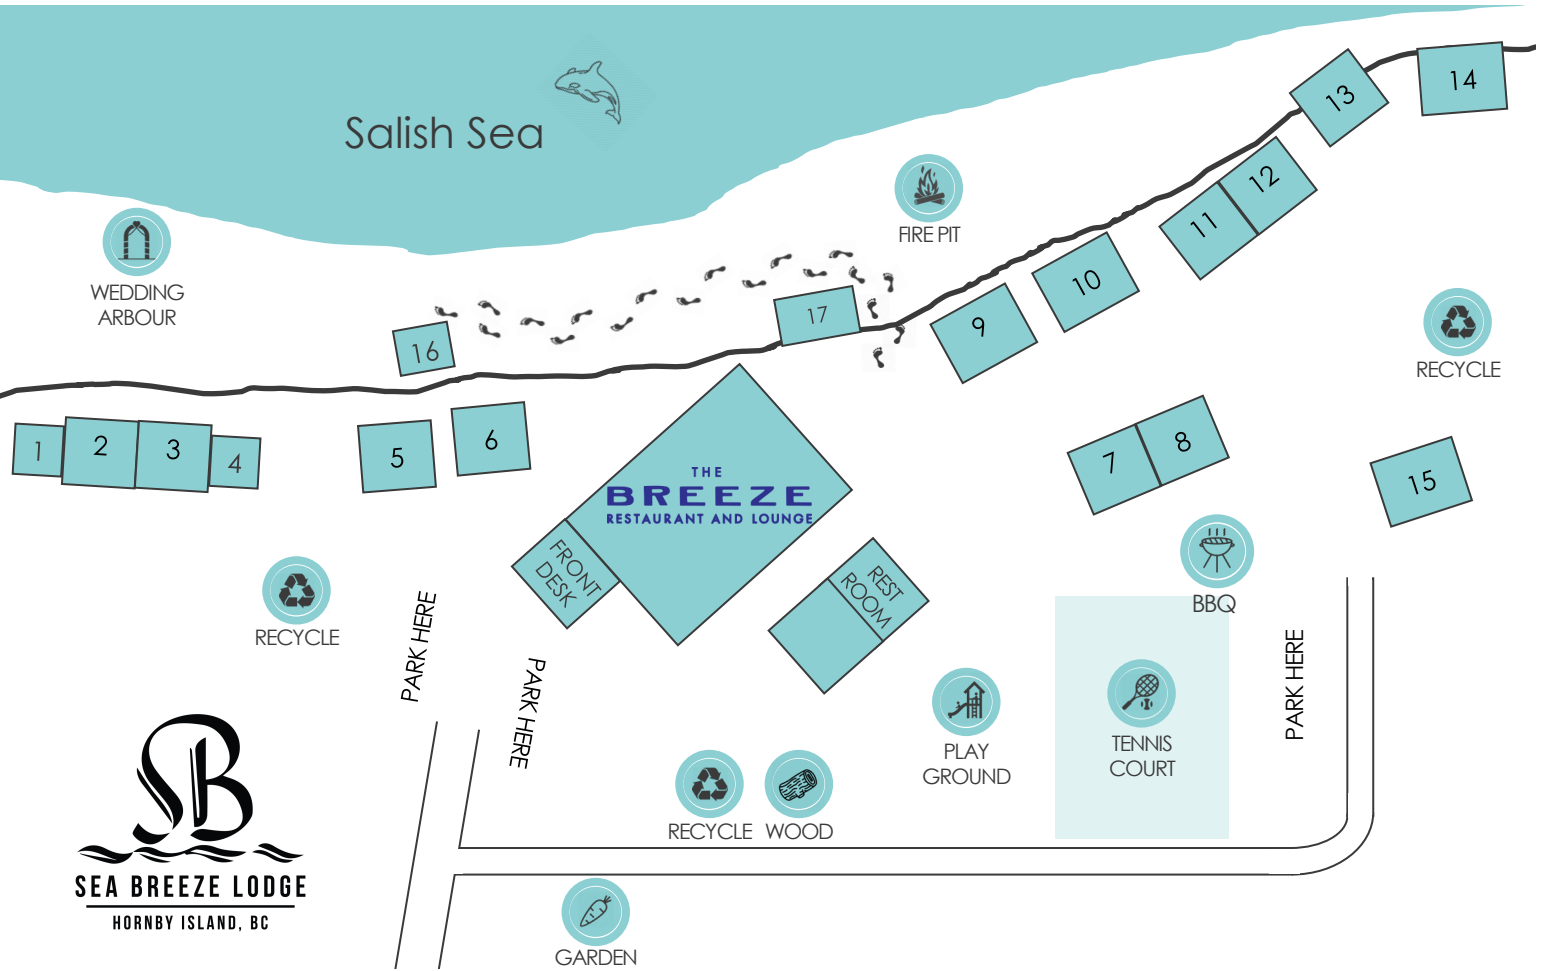 Salish Sea
13
14
12
11
FIRE PIT
WEDDING
ARBOUR
10
17
9
16
RECYCLE
1
2
3
4
5
6
THE
BREEZE
RESTAURANT AND LOUNGE
7
8
15
FRONT
DESK
REST
ROOM
BBQ
RECYCLE
PARK HERE
PARK HERE
PARK HERE
PLAY
GROUND
TENNIS
COURT
RECYCLE
WOOD
SB
SEA BREEZE LODGE
HORNBY ISLAND, BC
GARDEN